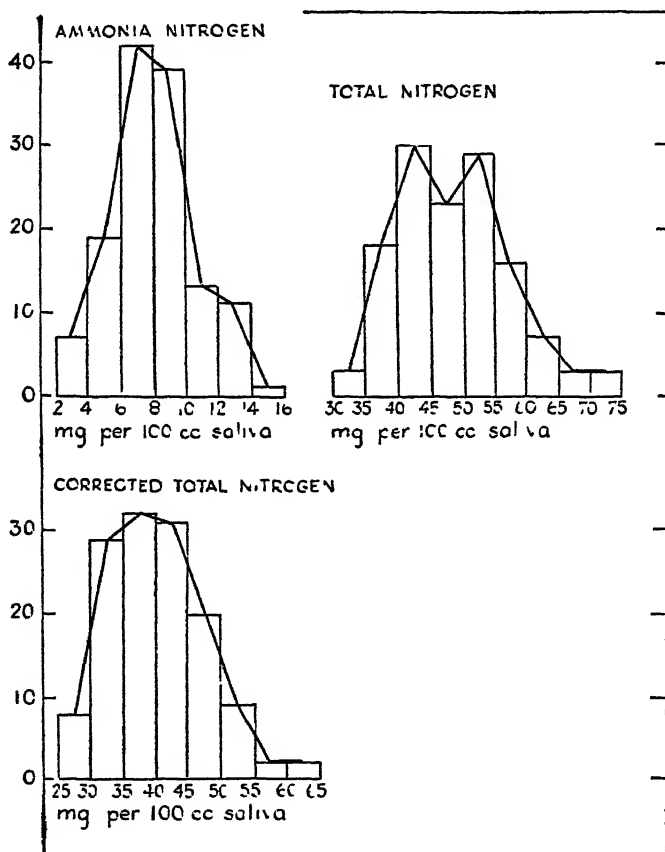 AMMONIA NITROGEN
40
30
20
10
0
2 4 6 8 10 12 14 16
mg per 100 cc saliva
TOTAL NITROGEN
30 35 40 45 50 55 60 65 70 75
mg per 100 cc saliva
CORRECTED TOTAL NITROGEN
30
20
10
0
25 30 35 40 45 50 55 60 65
mg per 100 cc saliva